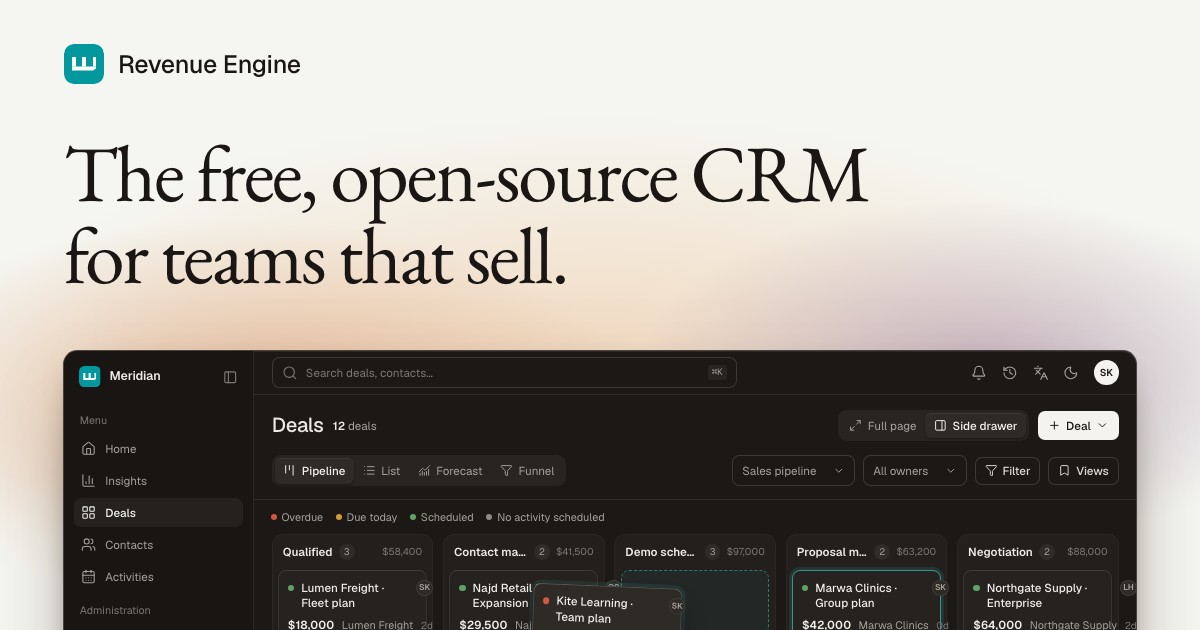 Revenue Engine
The free, open-source CRM
for teams that sell.
Meridian
Search deals, contacts...
⌘K
SK
Menu
Home
Insights
Deals
Contacts
Activities
Administration
Deals 12 deals
Full page
Side drawer
+ Deal
Pipeline
List
Forecast
Funnel
Sales pipeline
All owners
Filter
Views
Overdue
Due today
Scheduled
No activity scheduled
Qualified 3 $58,400
Contact ma... 2 $41,500
Demo sche... 3 $97,000
Proposal m... 2 $63,200
Negotiation 2 $88,000
Lumen Freight ·
Fleet plan
SK
$18,000 Lumen Freight 2d
Najd Retail
Expansion
$29,500
Kite Learning ·
Team plan
SK
Marwa Clinics ·
Group plan
SK
$42,000 Marwa Clinics 0d
Northgate Supply ·
Enterprise
LH
$64,000 Northgate Supply 2d